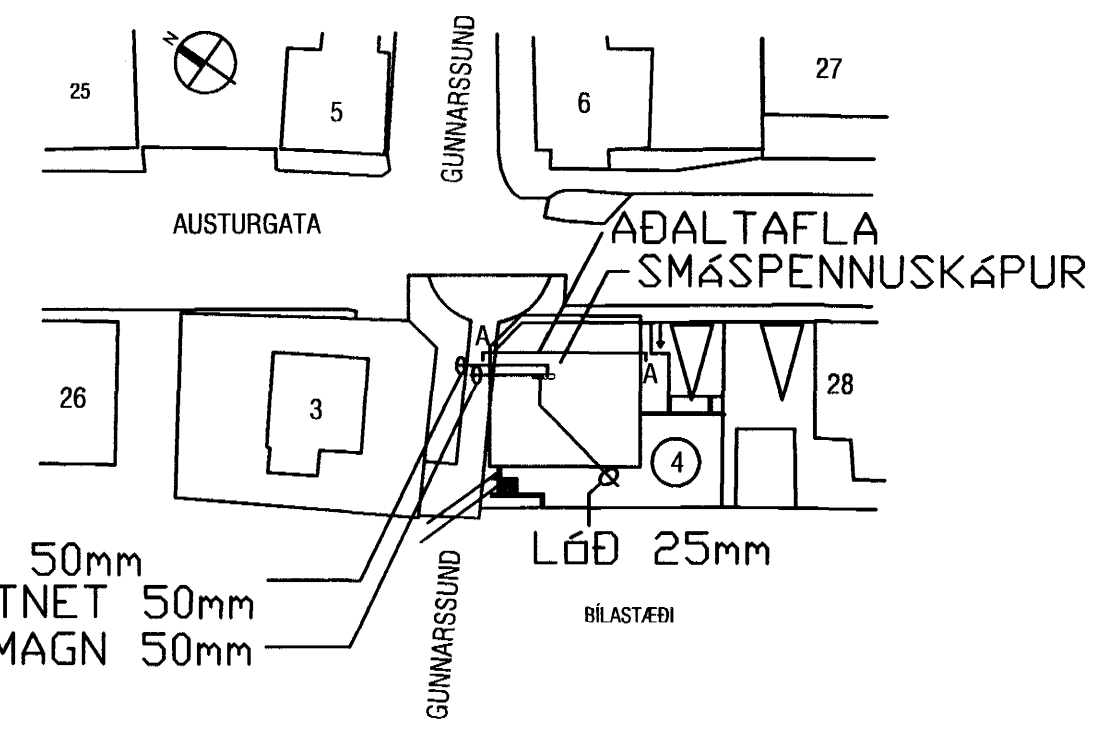 N
GUNNARSSUND
25
5
6
27
AUSTURGATA
AÐALTAFLA
SMáSPENNUSKáPUR
A
A
26
3
28
4
50mm
TNET 50mm
MAGN 50mm
LóÐ 25mm
GUNNARSSUND
BÍLASTÆÐI